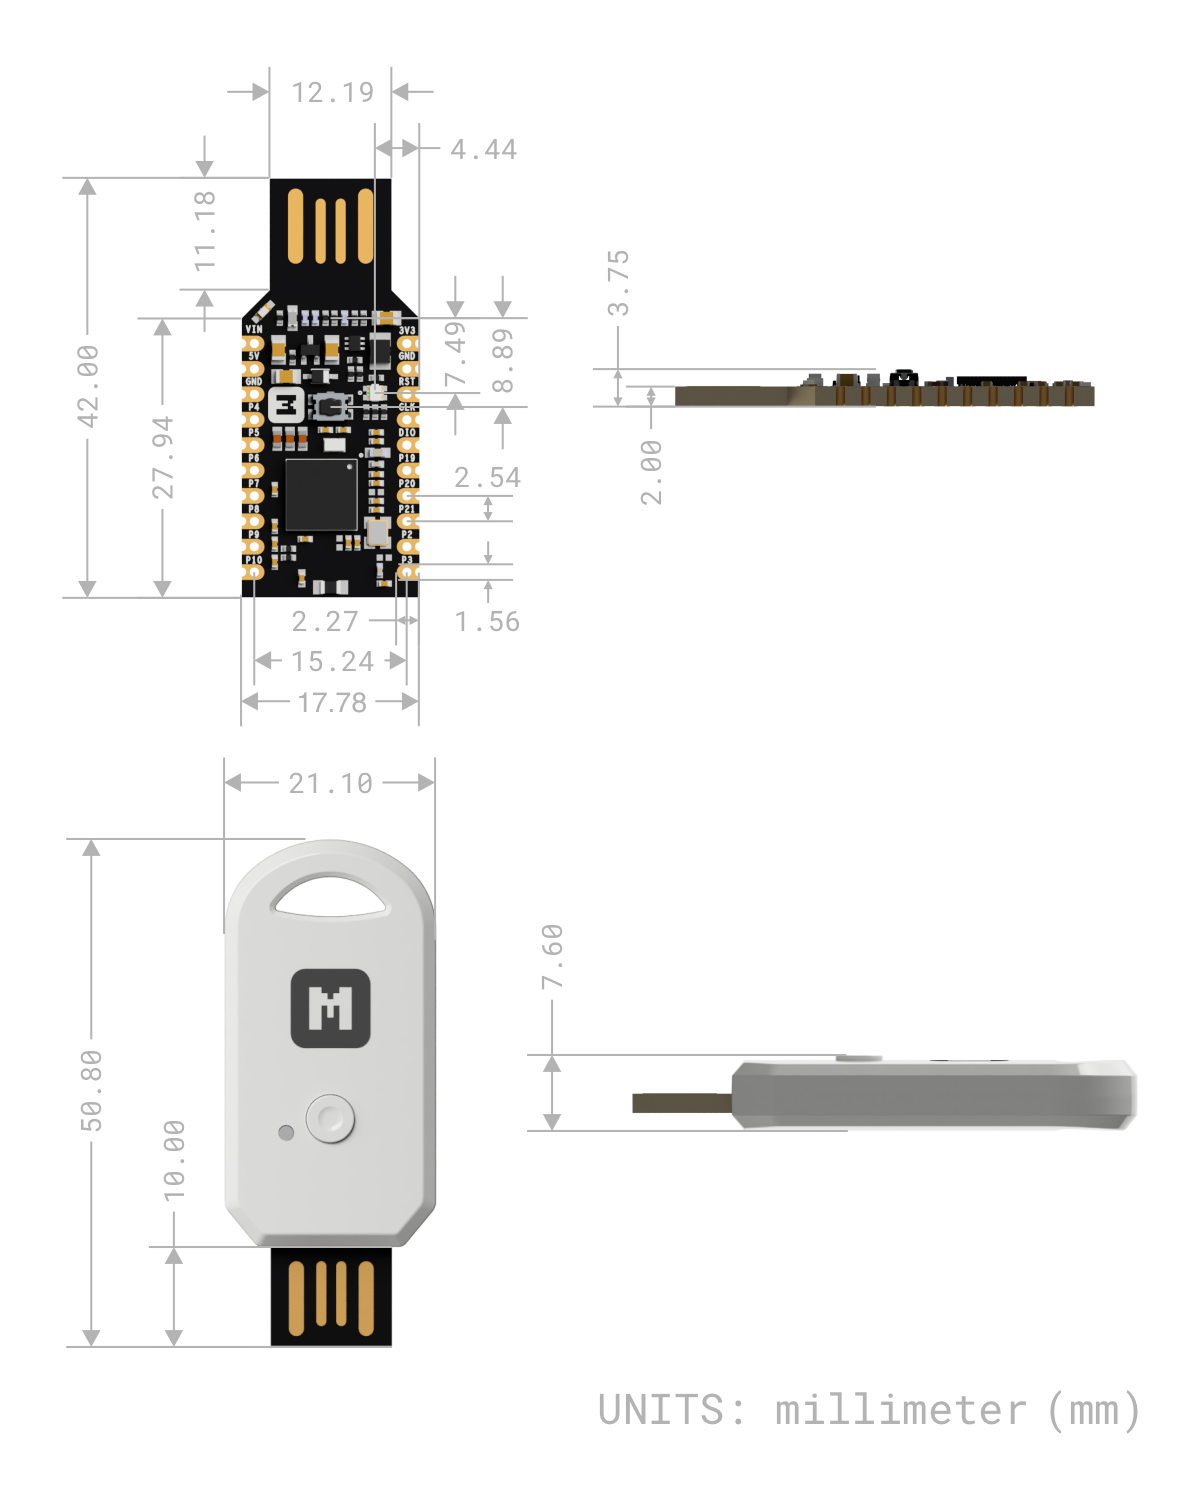 12.19
4.44
11.18
3.75
7.49
8.89
42.00
27.94
VIN
5V
GND
P4
P5
P6
P7
P8
P9
P10
3V3
GND
RST
CLK
DIO
P19
P20
P21
P2
P3
M
2.54
2.00
2.27
1.56
15.24
17.78
21.10
7.60
M
50.80
10.00
UNITS: millimeter (mm)